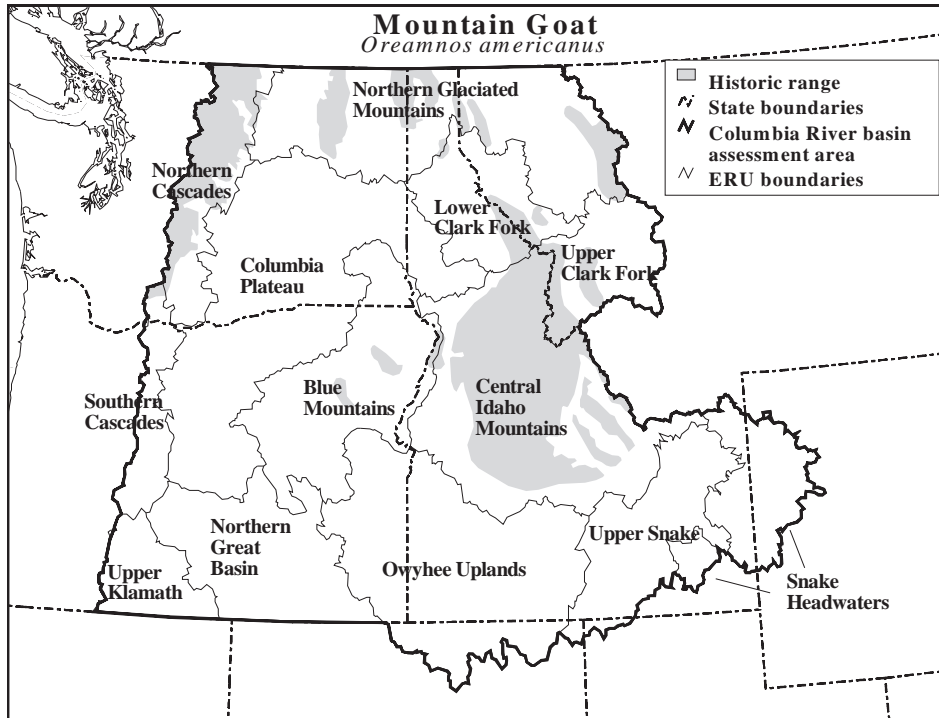 Mountain Goat
Oreamnos americanus
Historic range
State boundaries
Columbia River basin
assessment area
ERU boundaries
Northern Glaciated
Mountains
Northern
Cascades
Lower
Clark Fork
Upper
Clark Fork
Columbia
Plateau
Blue
Mountains
Central
Idaho
Mountains
Southern
Cascades
Northern
Great
Basin
Upper Snake
Upper
Klamath
Owyhee Uplands
Snake
Headwaters